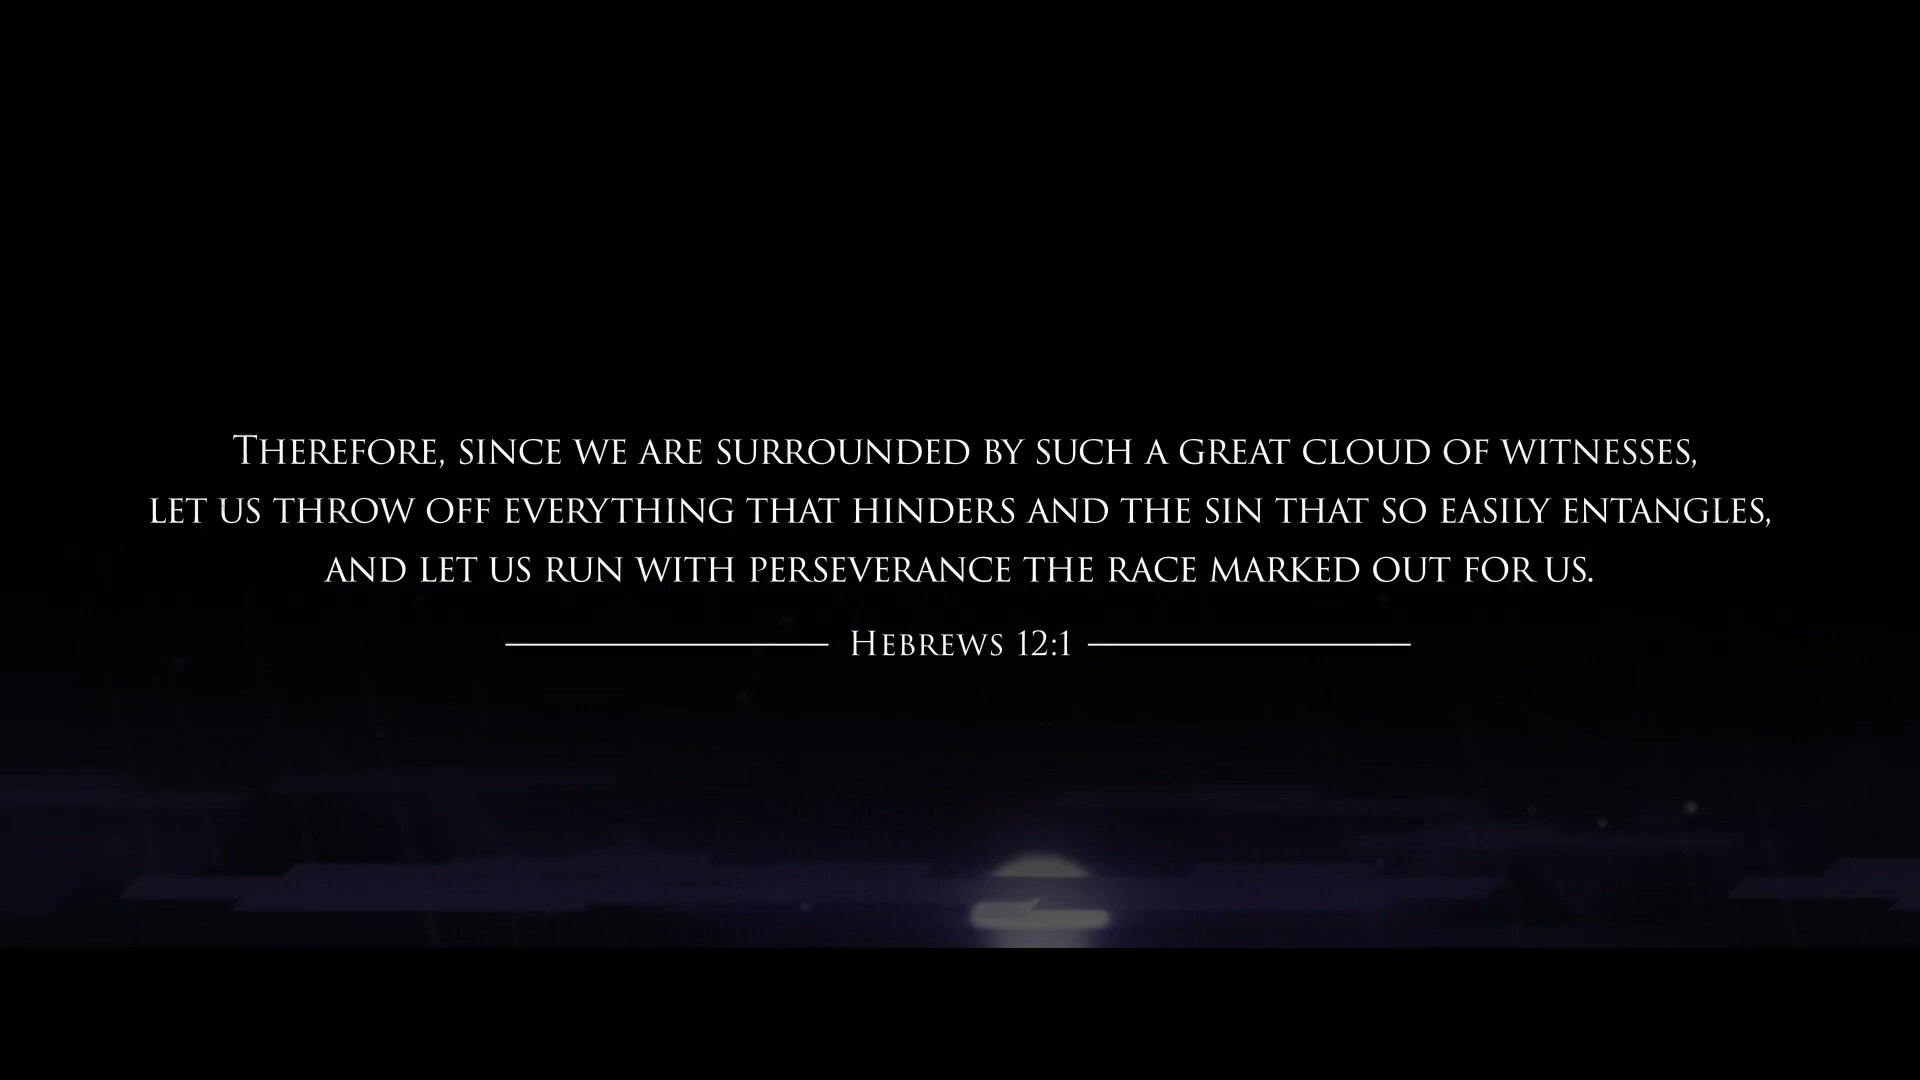 Therefore, since we are surrounded by such a great cloud of witnesses,
let us throw off everything that hinders and the sin that so easily entangles,
and let us run with perseverance the race marked out for us.
Hebrews 12:1